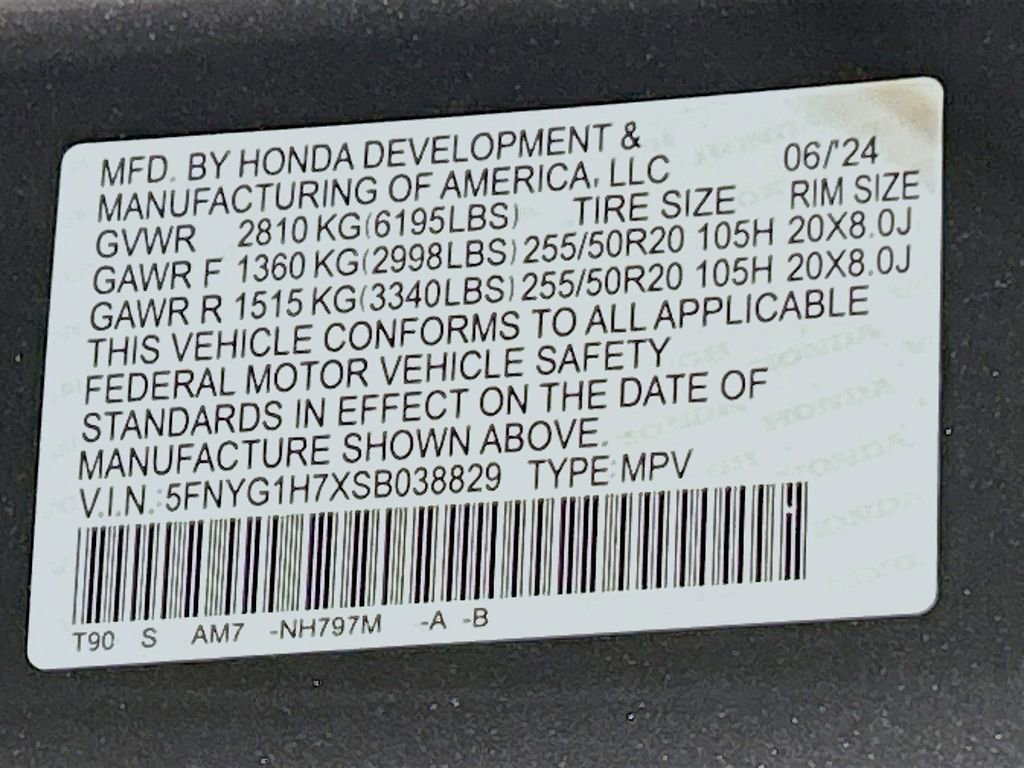 MFD. BY HONDA DEVELOPMENT &
MANUFACTURING OF AMERICA, LLC 06/'24
GVWR 2810 KG(6195LBS) TIRE SIZE RIM SIZE
GAWR F 1360 KG(2998LBS) 255/50R20 105H 20X8.0J
GAWR R 1515 KG(3340LBS) 255/50R20 105H 20X8.0J
THIS VEHICLE CONFORMS TO ALL APPLICABLE
FEDERAL MOTOR VEHICLE SAFETY
STANDARDS IN EFFECT ON THE DATE OF
MANUFACTURE SHOWN ABOVE.
V.I.N.:5FNYG1H7XSB038829 TYPE:MPV
T90 S AM7 -NH797M -A -B